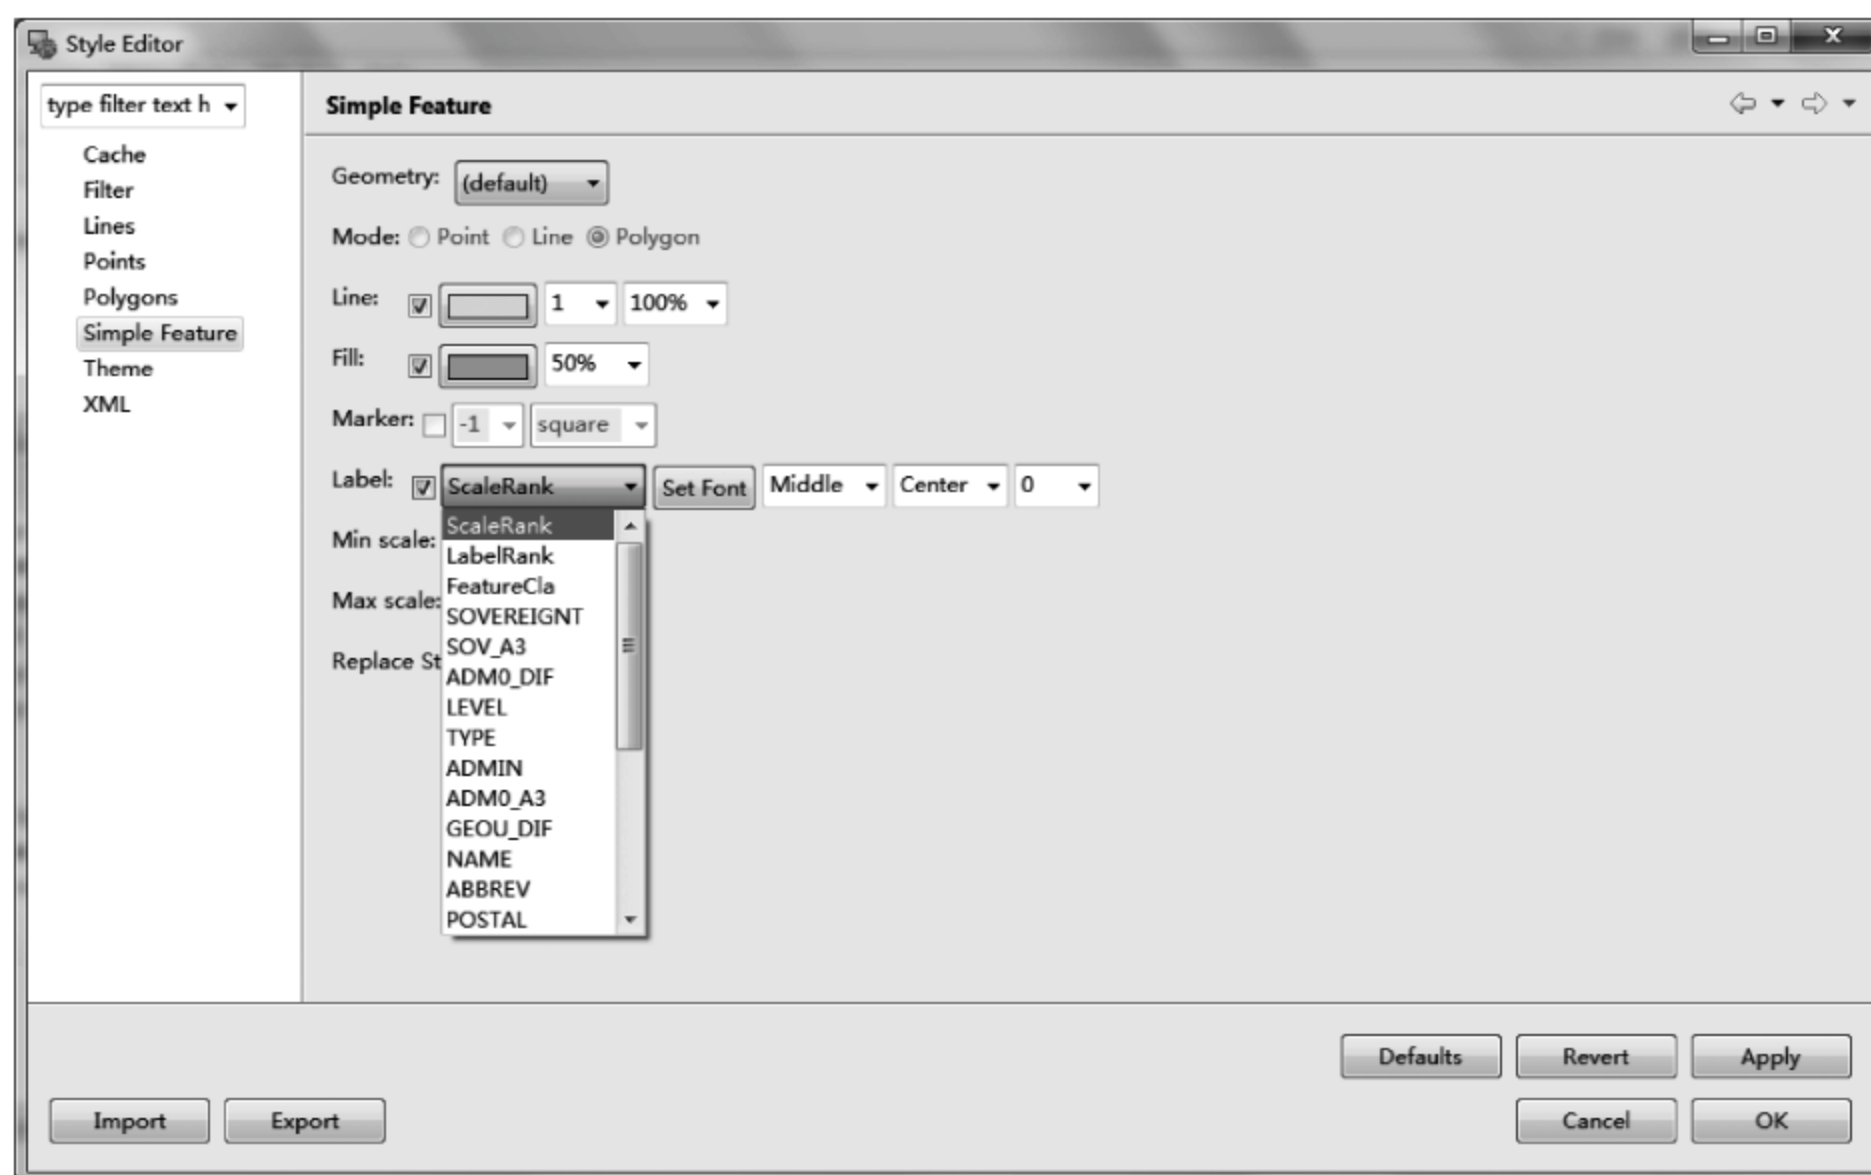 Style Editor
type filter text h
Cache
Filter
Lines
Points
Polygons
Simple Feature
Theme
XML
Simple Feature
Geometry: (default)
Mode: Point Line Polygon
Line: 1 100%
Fill: 50%
Marker: -1 square
Label: ScaleRank Set Font Middle Center 0
ScaleRank
Min scale:
LabelRank
FeatureCla
Max scale:
SOVEREIGNT
SOV_A3
Replace St
ADM0_DIF
LEVEL
TYPE
ADMIN
ADM0_A3
GEOU_DIF
NAME
ABBREV
POSTAL
Defaults Revert Apply
Import Export Cancel OK